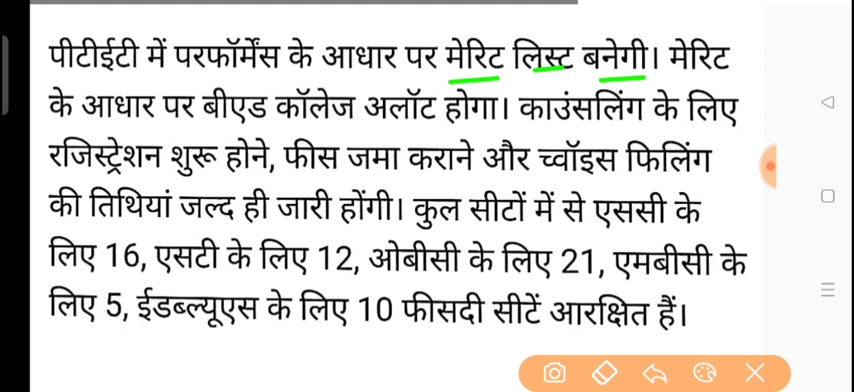 पीटीईटी में परफॉर्मेंस के आधार पर मेरिट लिस्ट बनेगी। मेरिट
के आधार पर बीएड कॉलेज अलॉट होगा। काउंसलिंग के लिए
रजिस्ट्रेशन शुरू होने, फीस जमा कराने और च्वॉइस फिलिंग
की तिथियां जल्द ही जारी होंगी। कुल सीटों में से एससी के
लिए 16, एसटी के लिए 12, ओबीसी के लिए 21, एमबीसी के
लिए 5, ईडब्ल्यूएस के लिए 10 फीसदी सीटें आरक्षित हैं।